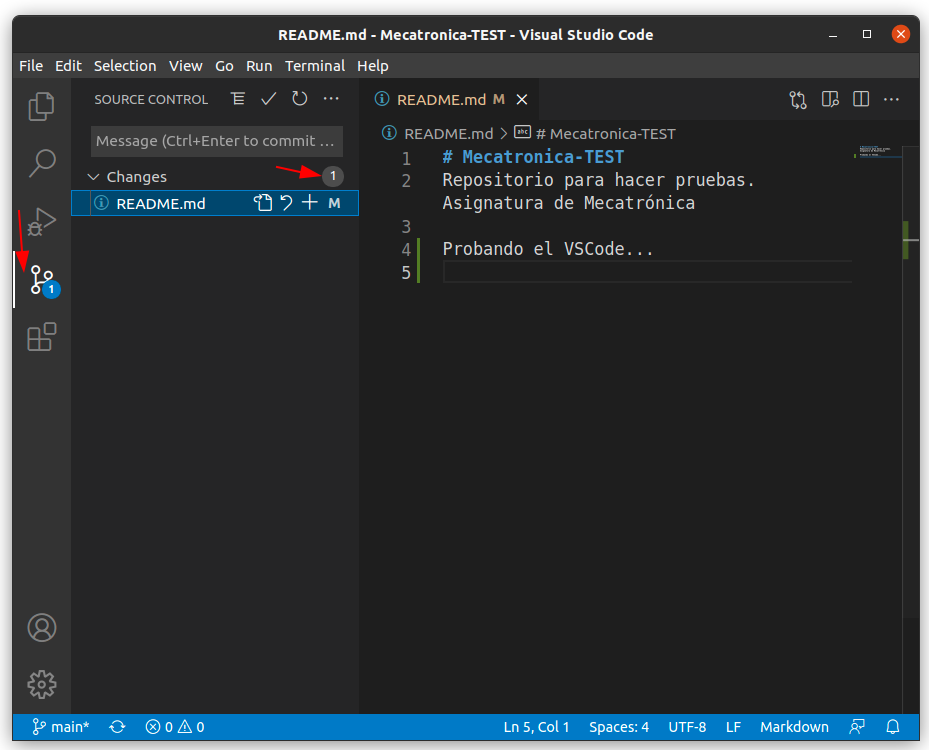 README.md - Mecatronica-TEST - Visual Studio Code
File Edit Selection View Go Run Terminal Help
SOURCE CONTROL
Message (Ctrl+Enter to commit ...
Changes 1
README.md M
1
README.md M
README.md > # Mecatronica-TEST
1 # Mecatronica-TEST
2 Repositorio para hacer pruebas.
Asignatura de Mecatrónica
3
4 Probando el VSCode...
5
main* 0 0 Ln 5, Col 1 Spaces: 4 UTF-8 LF Markdown